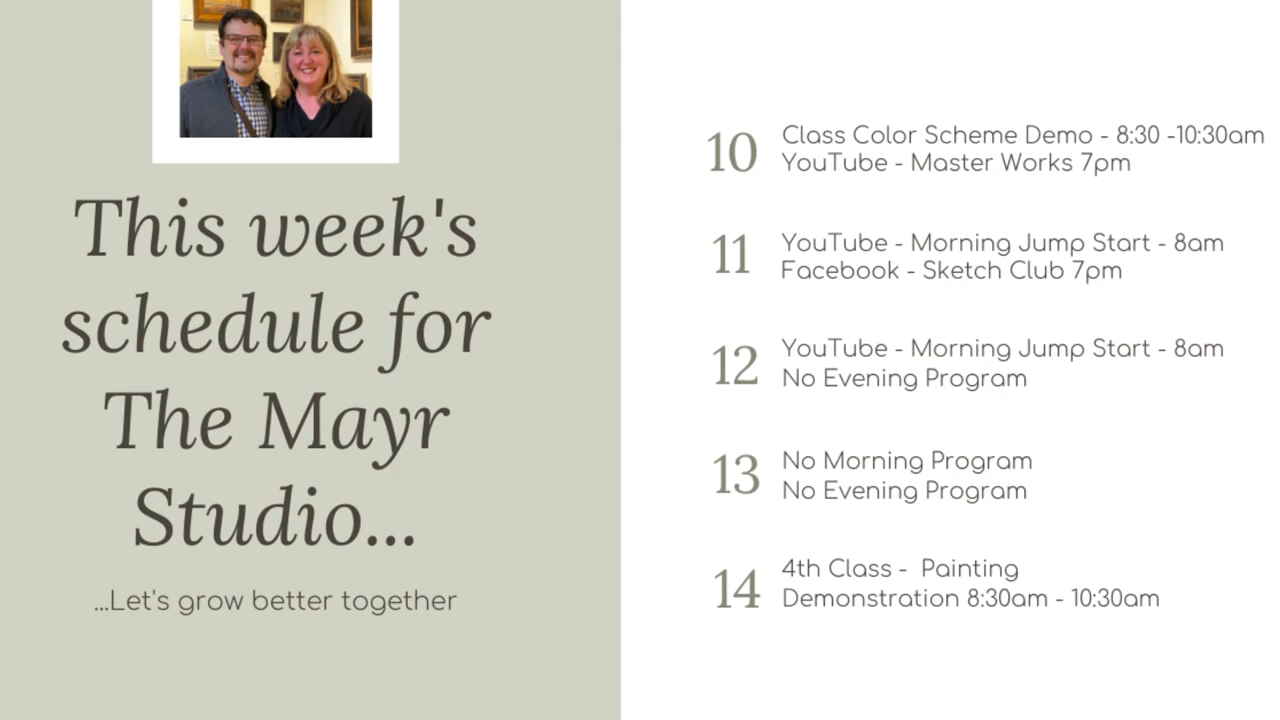 This week's
schedule for
The Mayr
Studio...
...Let's grow better together
10
Class Color Scheme Demo - 8:30 -10:30am
YouTube - Master Works 7pm
11
YouTube - Morning Jump Start - 8am
Facebook - Sketch Club 7pm
12
YouTube - Morning Jump Start - 8am
No Evening Program
13
No Morning Program
No Evening Program
14
4th Class -  Painting
Demonstration 8:30am - 10:30am